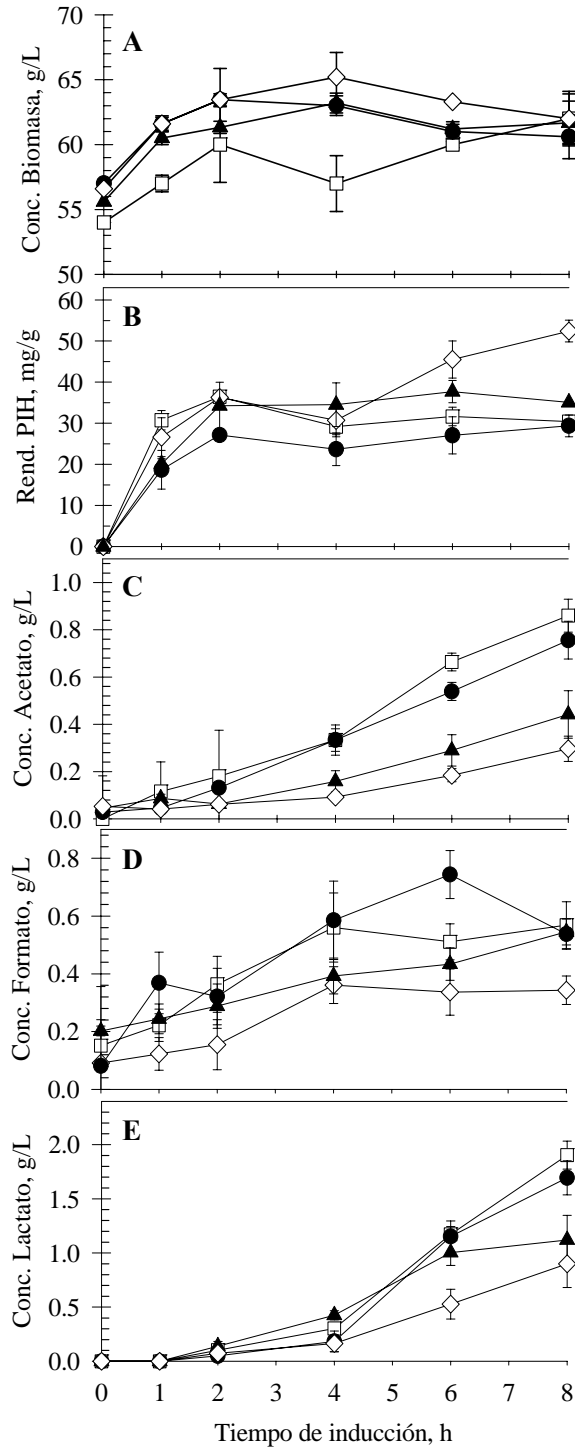 70
A
65
60
55
50
Conc. Biomasa, g/L
60
B
50
40
30
20
10
0
Rend. PIH, mg/g
1.0
C
0.8
0.6
0.4
0.2
0.0
Conc. Acetato, g/L
D
0.8
0.6
0.4
0.2
0.0
Conc. Formato, g/L
E
2.0
1.5
1.0
0.5
0.0
Conc. Lactato, g/L
0 1 2 4 6 8
Tiempo de inducción, h